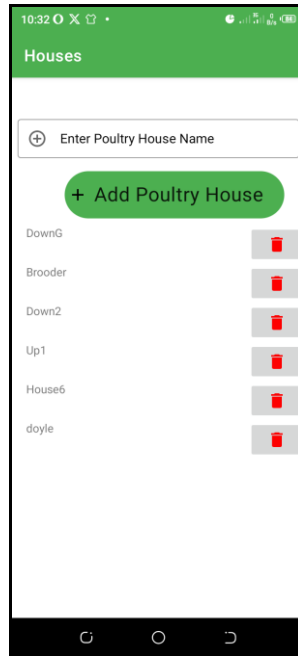 10:32
Houses
Enter Poultry House Name
+ Add Poultry House
DownG
Brooder
Down2
Up1
House6
doyle